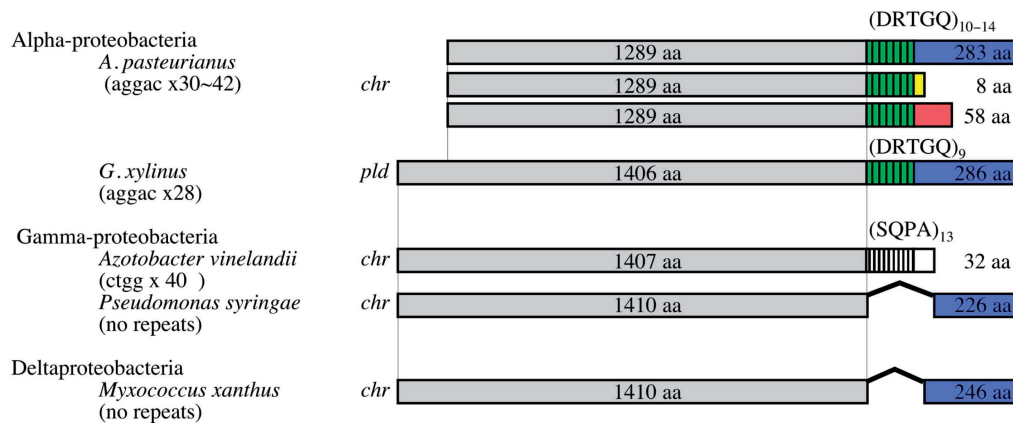 (DRTGQ)10–14
Alpha-proteobacteria
1289 aa 283 aa
A. pasteurianus
(aggac x30~42) chr 1289 aa 8 aa
1289 aa 58 aa
(DRTGQ)9
G. xylinus pld 1406 aa 286 aa
(aggac x28)
Gamma-proteobacteria (SQPA)13
Azotobacter vinelandii chr 1407 aa 32 aa
(ctgg x 40 )
Pseudomonas syringae chr 1410 aa 226 aa
(no repeats)
Deltaproteobacteria
Myxococcus xanthus chr 1410 aa 246 aa
(no repeats)